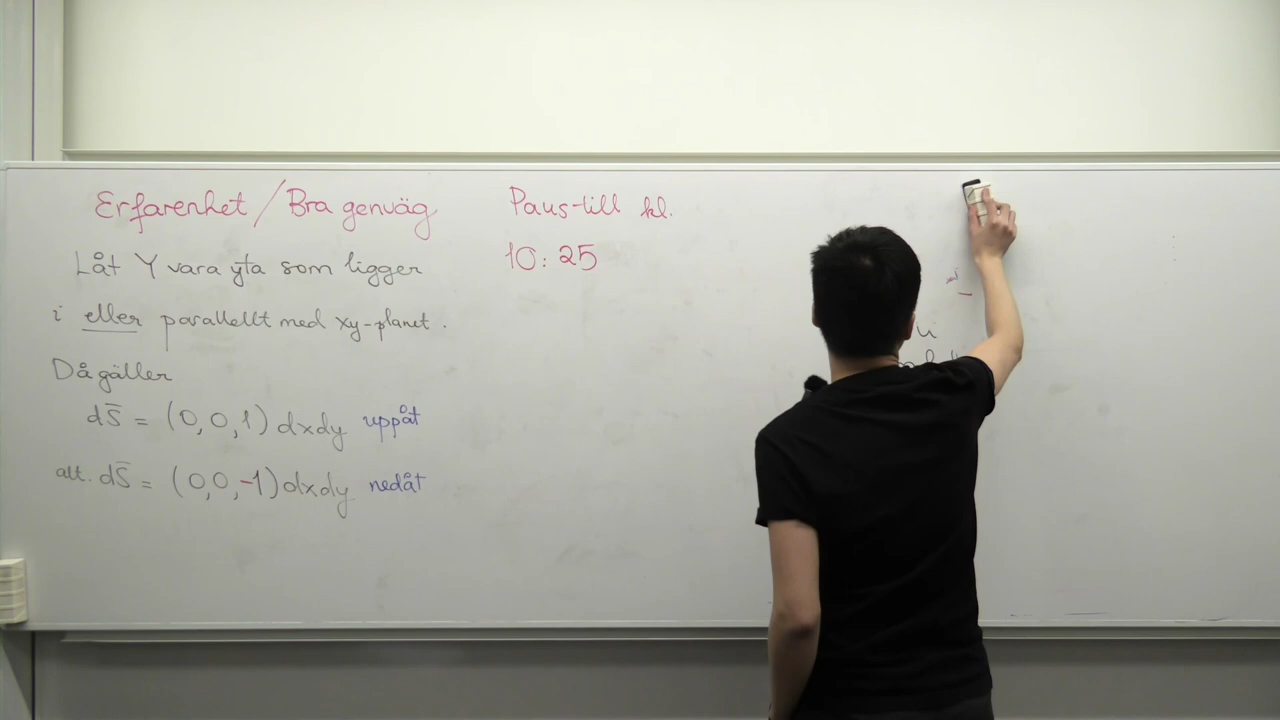 Erfarenhet / Bra genväg
Låt Y vara yta som ligger
i eller parallellt med xy-planet.
Då gäller
dS̄ = (0, 0, 1) dxdy uppåt
alt. dS̄ = (0, 0, -1) dxdy nedåt
Paus till kl.
10:25